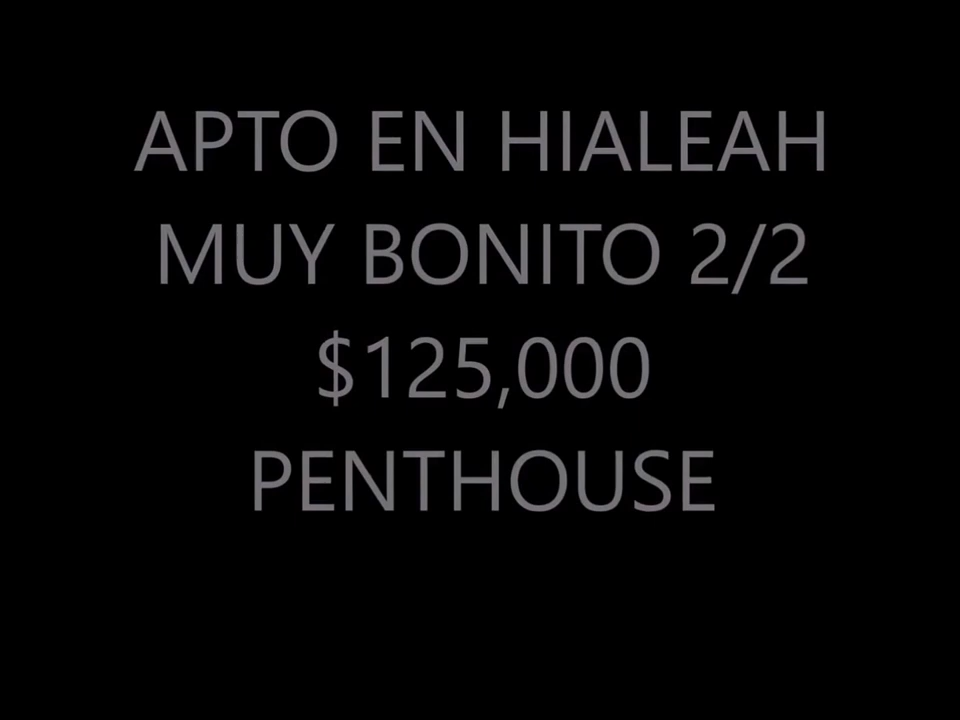 APTO EN HIALEAH
MUY BONITO 2/2
$125,000
PENTHOUSE